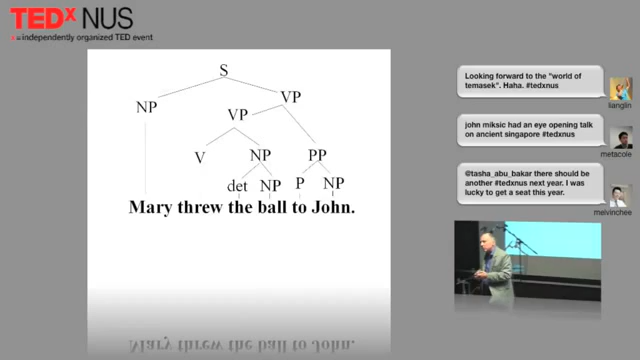 TEDx NUS
x = independently organized TED event
S
NP
VP
VP
V
NP
PP
det
NP
P
NP
Mary threw the ball to John.
Looking forward to the "world of
temasek". Haha. #tedxnus
lianglin
john miksic had an eye opening talk
on ancient singapore #tedxnus
metacole
@tasha_abu_bakar there should be
another #tedxnus next year. I was
lucky to get a seat this year.
melvinchee